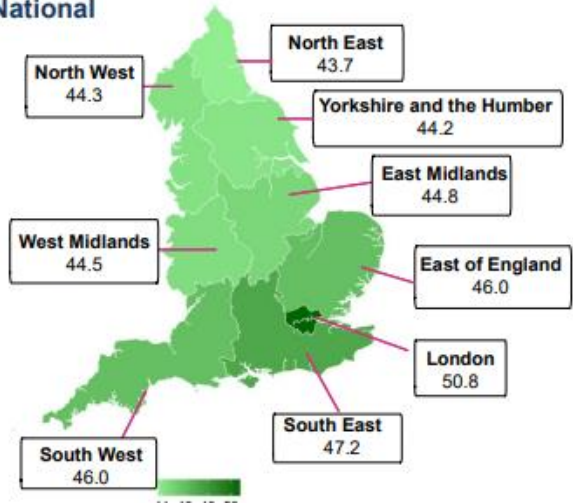 National
North East
43.7
North West
44.3
Yorkshire and the Humber
44.2
East Midlands
44.8
West Midlands
44.5
East of England
46.0
London
50.8
South East
47.2
South West
46.0